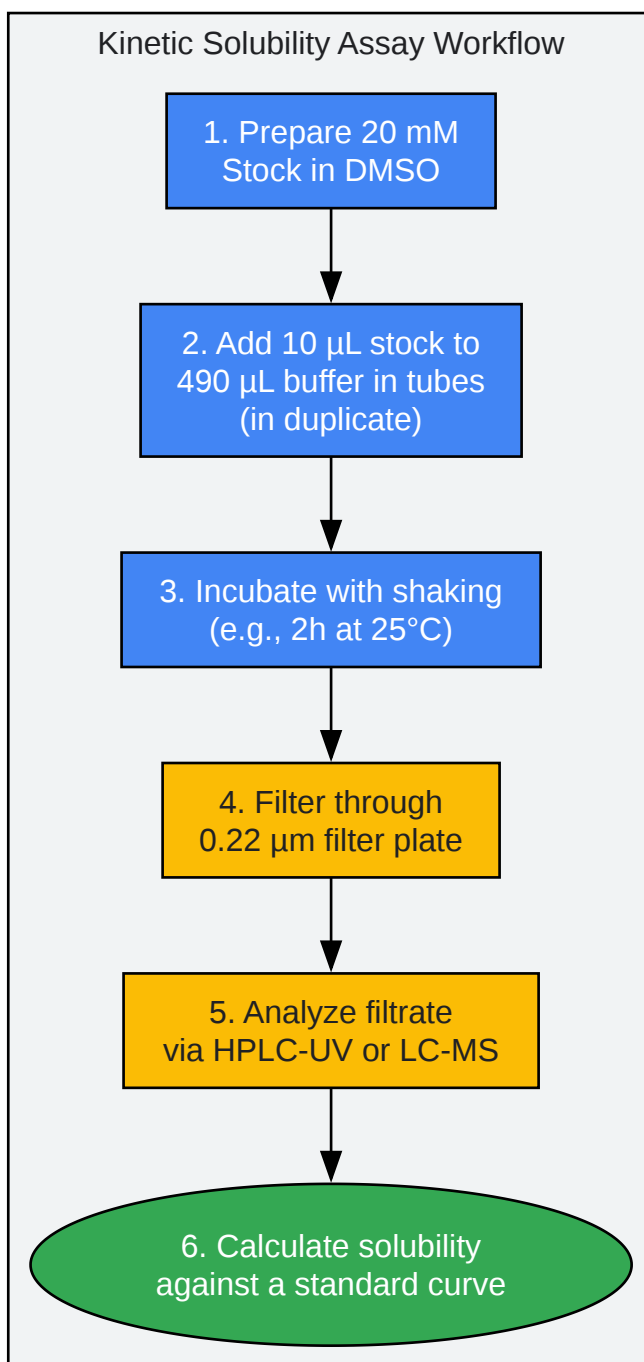 Kinetic Solubility Assay Workflow
1. Prepare 20 mM
Stock in DMSO
2. Add 10 µL stock to
490 µL buffer in tubes
(in duplicate)
3. Incubate with shaking
(e.g., 2h at 25°C)
4. Filter through
0.22 µm filter plate
5. Analyze filtrate
via HPLC-UV or LC-MS
6. Calculate solubility
against a standard curve